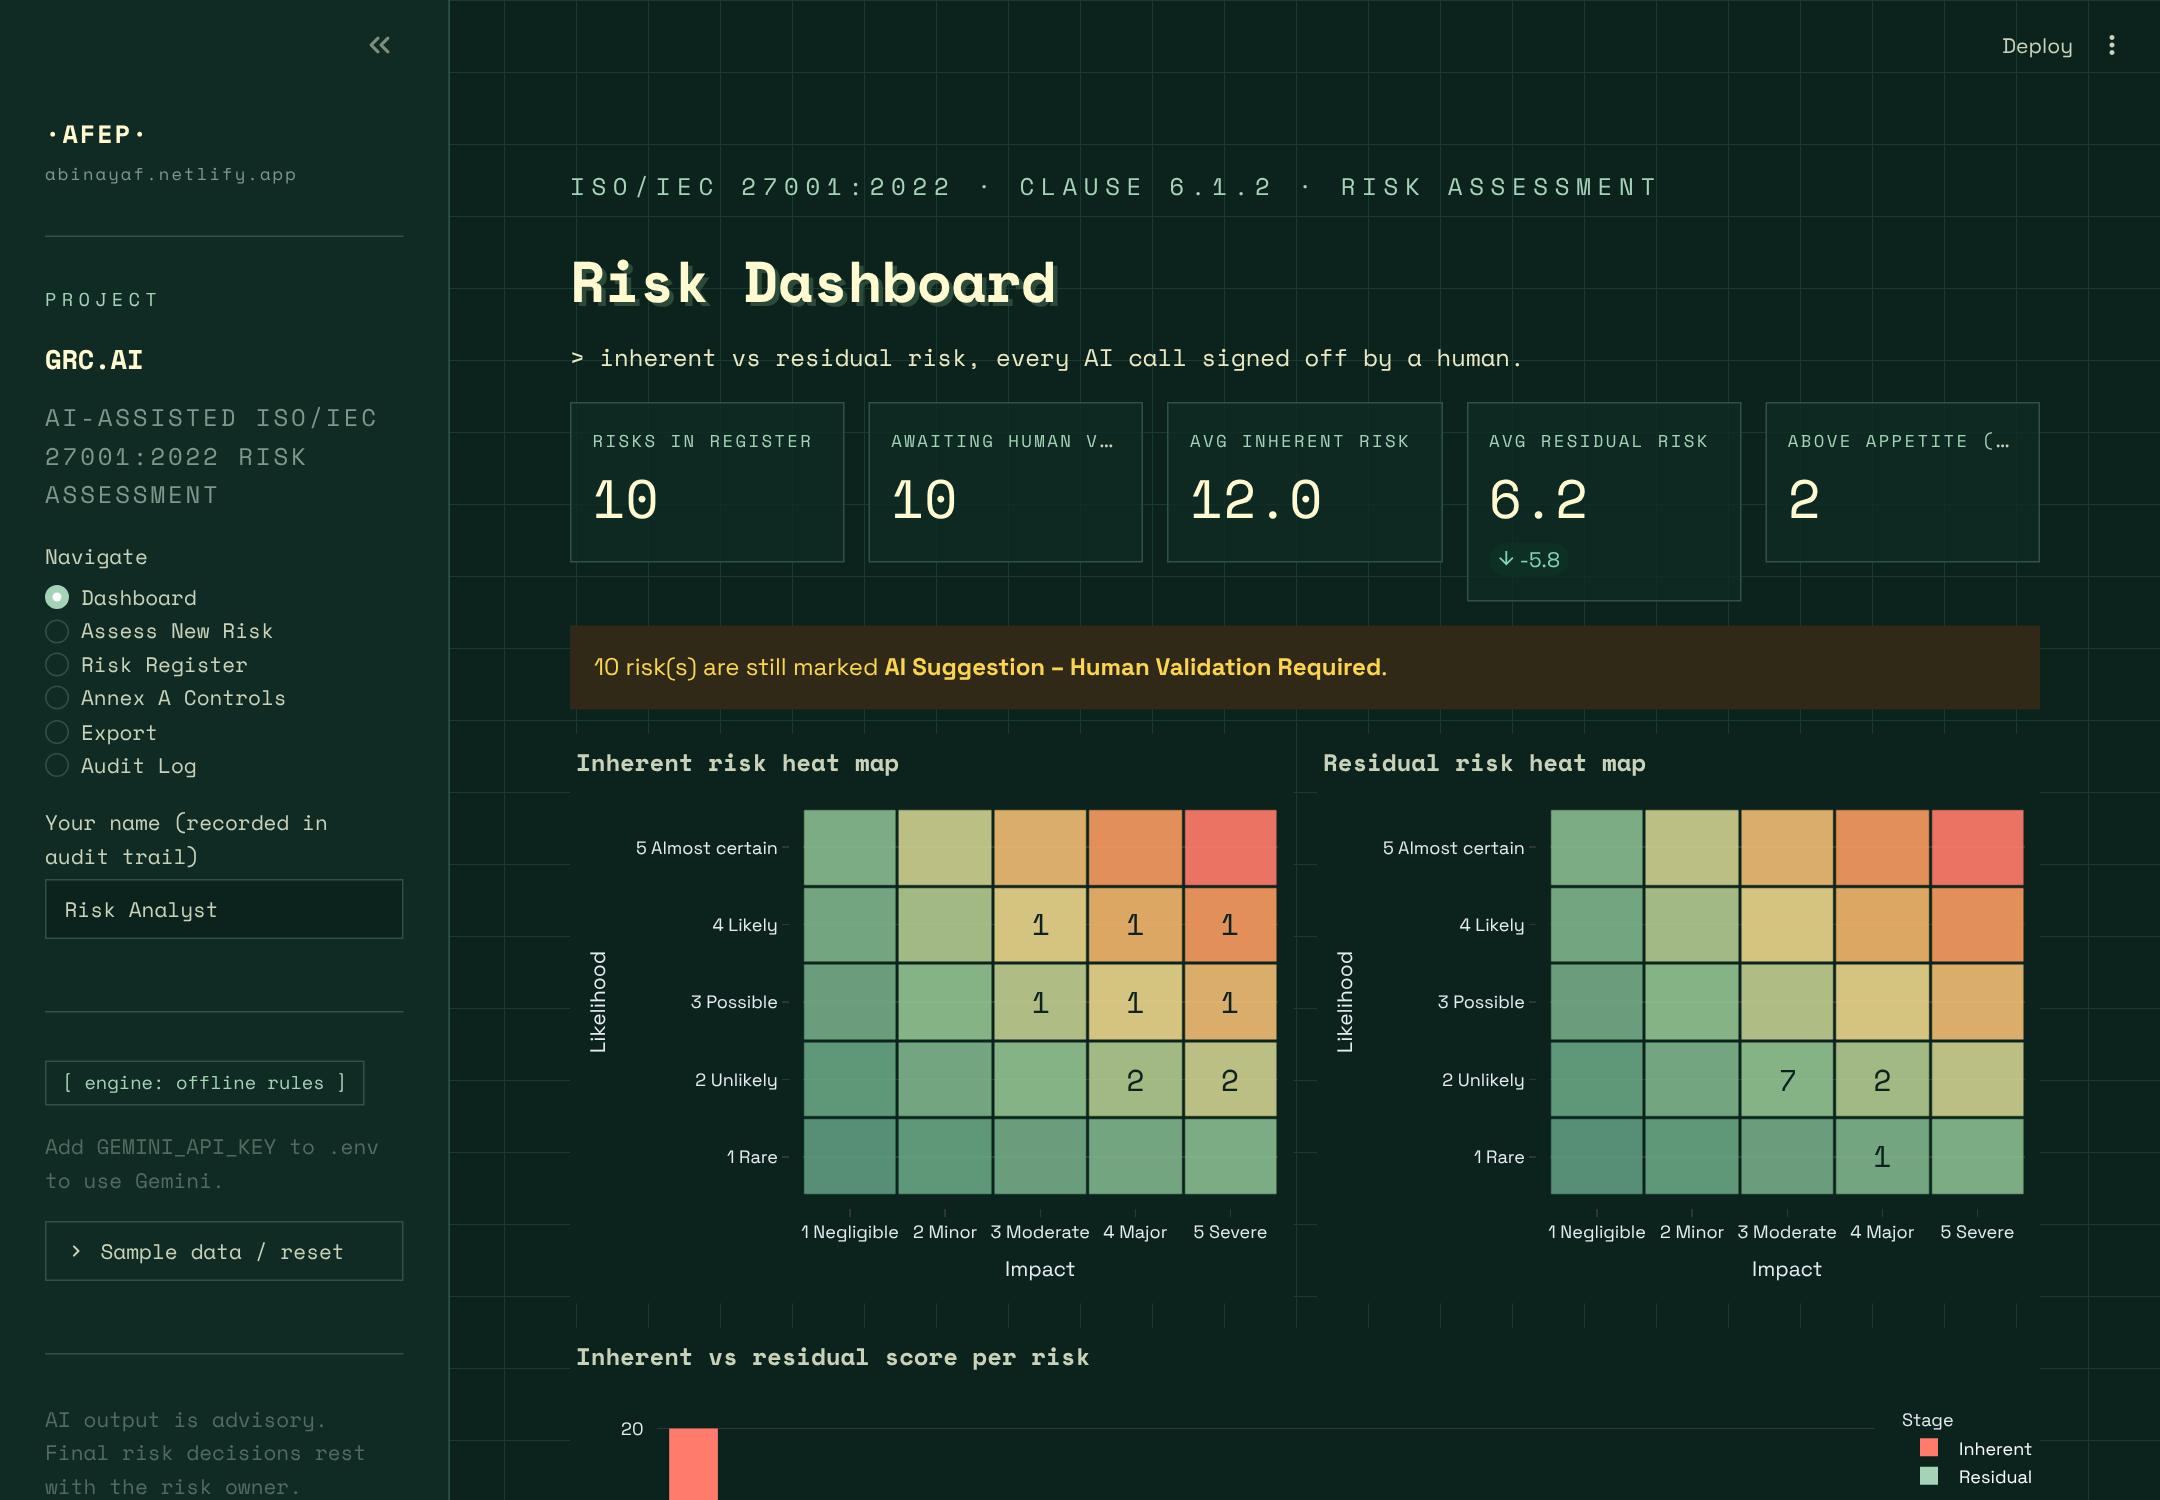 Deploy
·AFEP·
abinayaf.netlify.app
PROJECT
GRC.AI
AI-ASSISTED ISO/IEC
27001:2022 RISK
ASSESSMENT
Navigate
Dashboard
Assess New Risk
Risk Register
Annex A Controls
Export
Audit Log
Your name (recorded in
audit trail)
Risk Analyst
[ engine: offline rules ]
Add GEMINI_API_KEY to .env
to use Gemini.
Sample data / reset
AI output is advisory.
Final risk decisions rest
with the risk owner.
ISO/IEC 27001:2022 · CLAUSE 6.1.2 · RISK ASSESSMENT
Risk Dashboard
> inherent vs residual risk, every AI call signed off by a human.
RISKS IN REGISTER
10
AWAITING HUMAN V…
10
AVG INHERENT RISK
12.0
AVG RESIDUAL RISK
6.2
↓ -5.8
ABOVE APPETITE (…
2
10 risk(s) are still marked AI Suggestion – Human Validation Required.
Inherent risk heat map
Likelihood
5 Almost certain
4 Likely 1 1 1
3 Possible 1 1 1
2 Unlikely 2 2
1 Rare
1 Negligible 2 Minor 3 Moderate 4 Major 5 Severe
Impact
Residual risk heat map
Likelihood
5 Almost certain
4 Likely
3 Possible
2 Unlikely 7 2
1 Rare 1
1 Negligible 2 Minor 3 Moderate 4 Major 5 Severe
Impact
Inherent vs residual score per risk
20
Stage
Inherent
Residual